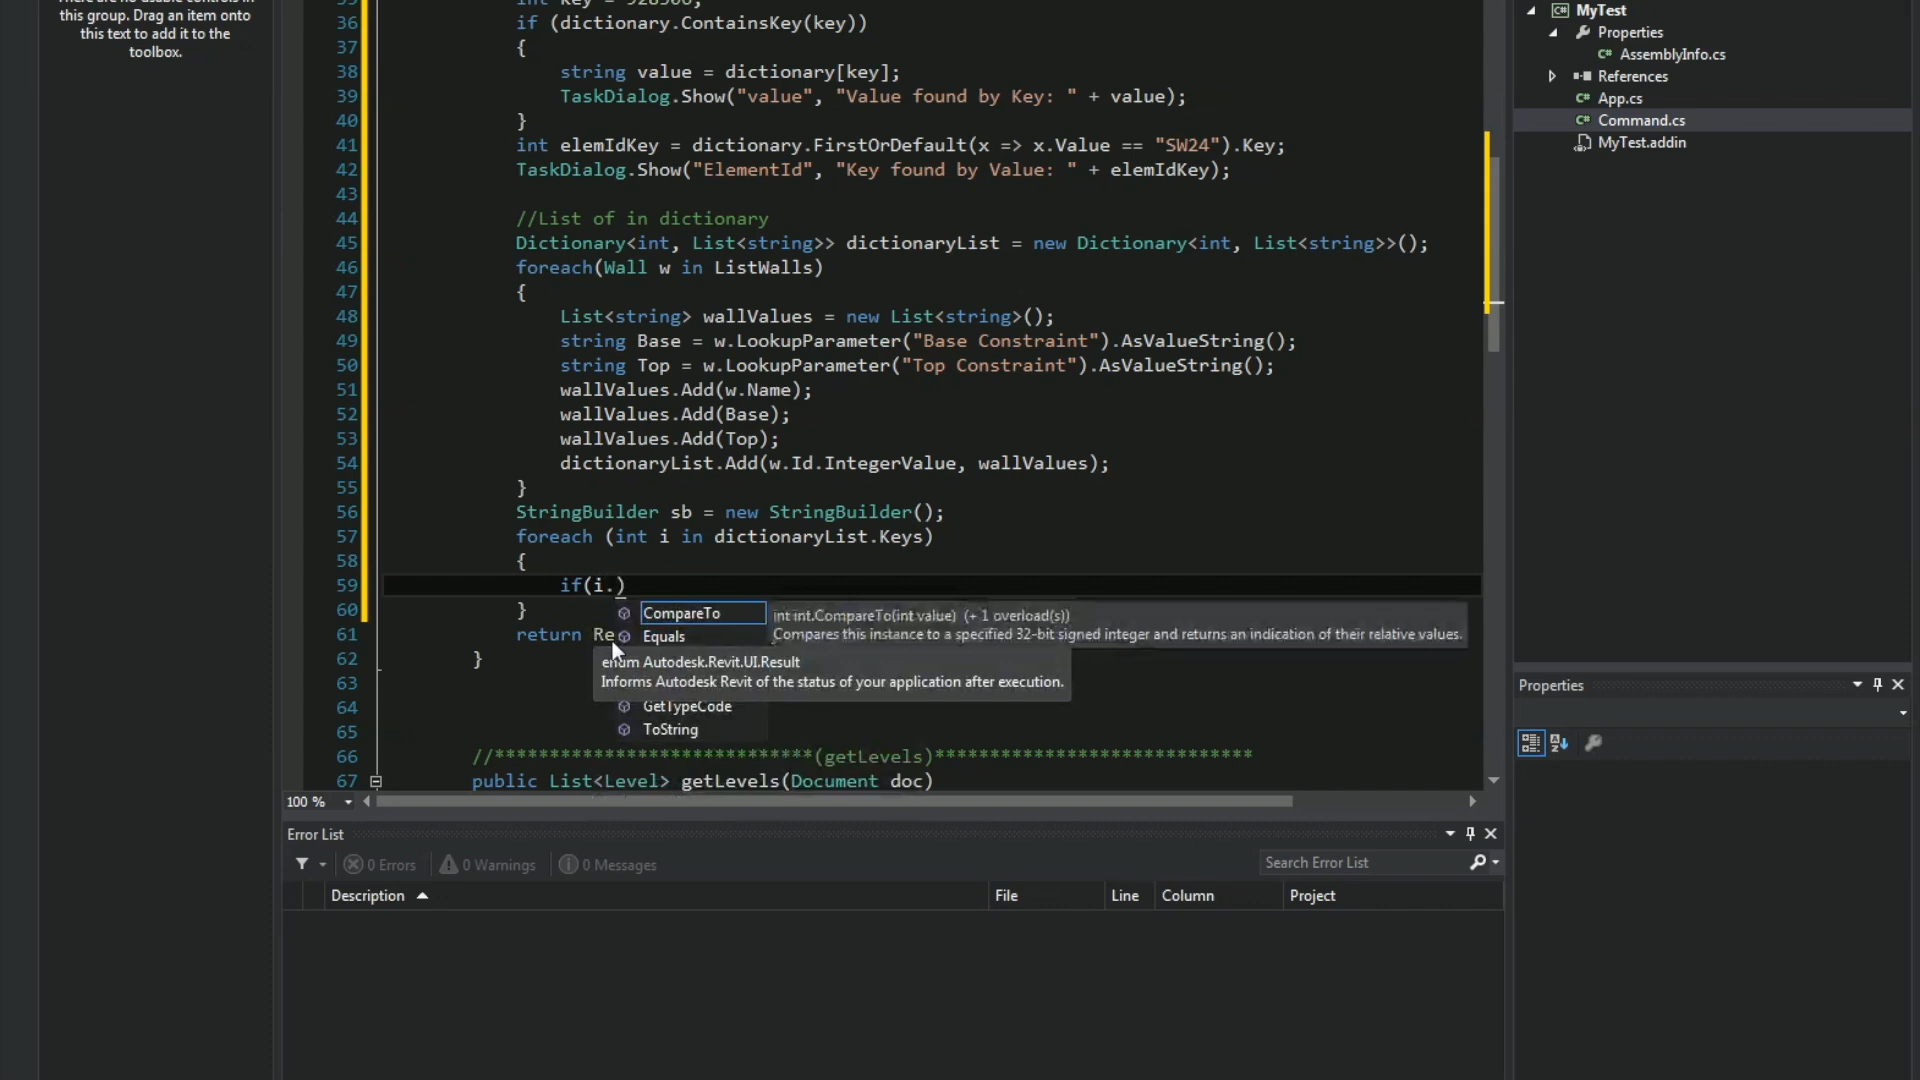 this group. Drag an item onto
this text to add it to the
toolbox.
36 if (dictionary.ContainsKey(key))
37 {
38 string value = dictionary[key];
39 TaskDialog.Show("value", "Value found by Key: " + value);
40 }
41 int elemIdKey = dictionary.FirstOrDefault(x => x.Value == "SW24").Key;
42 TaskDialog.Show("ElementId", "Key found by Value: " + elemIdKey);
43
44 //List of in dictionary
45 Dictionary<int, List<string>> dictionaryList = new Dictionary<int, List<string>>();
46 foreach(Wall w in ListWalls)
47 {
48 List<string> wallValues = new List<string>();
49 string Base = w.LookupParameter("Base Constraint").AsValueString();
50 string Top = w.LookupParameter("Top Constraint").AsValueString();
51 wallValues.Add(w.Name);
52 wallValues.Add(Base);
53 wallValues.Add(Top);
54 dictionaryList.Add(w.Id.IntegerValue, wallValues);
55 }
56 StringBuilder sb = new StringBuilder();
57 foreach (int i in dictionaryList.Keys)
58 {
59 if(i.)
60 }
CompareTo
int int.CompareTo(int value) (+ 1 overload(s))
Compares this instance to a specified 32-bit signed integer and returns an indication of their relative values.
61 return Re
Equals
62 }
enum Autodesk.Revit.UI.Result
Informs Autodesk Revit of the status of your application after execution.
63
64
GetTypeCode
65
ToString
66 //*****************************(getLevels)*****************************
67 public List<Level> getLevels(Document doc)
100 %
Error List
0 Errors
0 Warnings
0 Messages
Search Error List
Description
File
Line
Column
Project
MyTest
Properties
AssemblyInfo.cs
References
App.cs
Command.cs
MyTest.addin
Properties